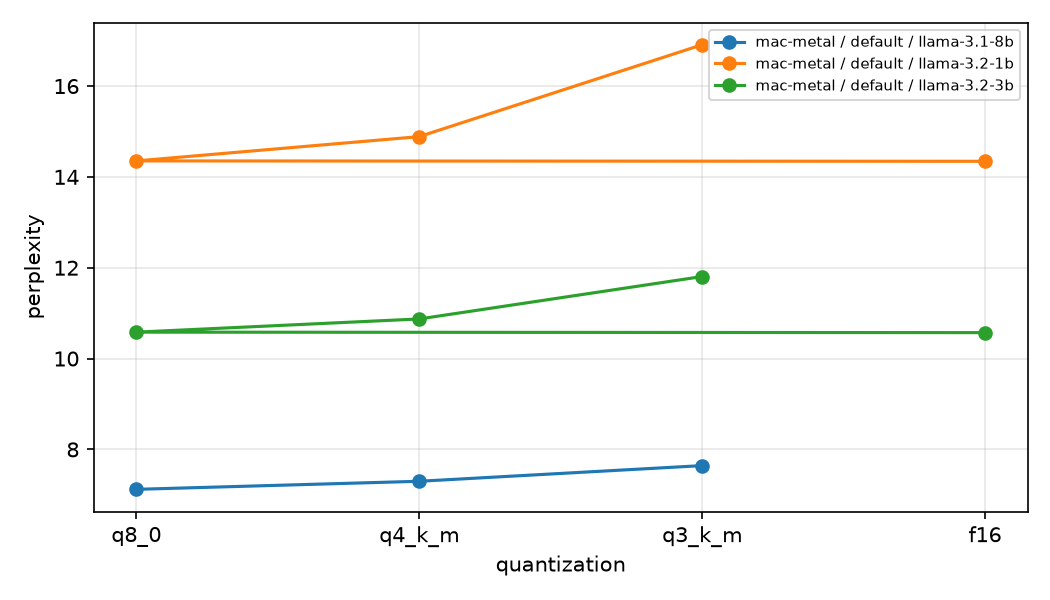 mac-metal / default / llama-3.1-8b
mac-metal / default / llama-3.2-1b
mac-metal / default / llama-3.2-3b
perplexity
16
14
12
10
8
q8_0 q4_k_m q3_k_m f16
quantization